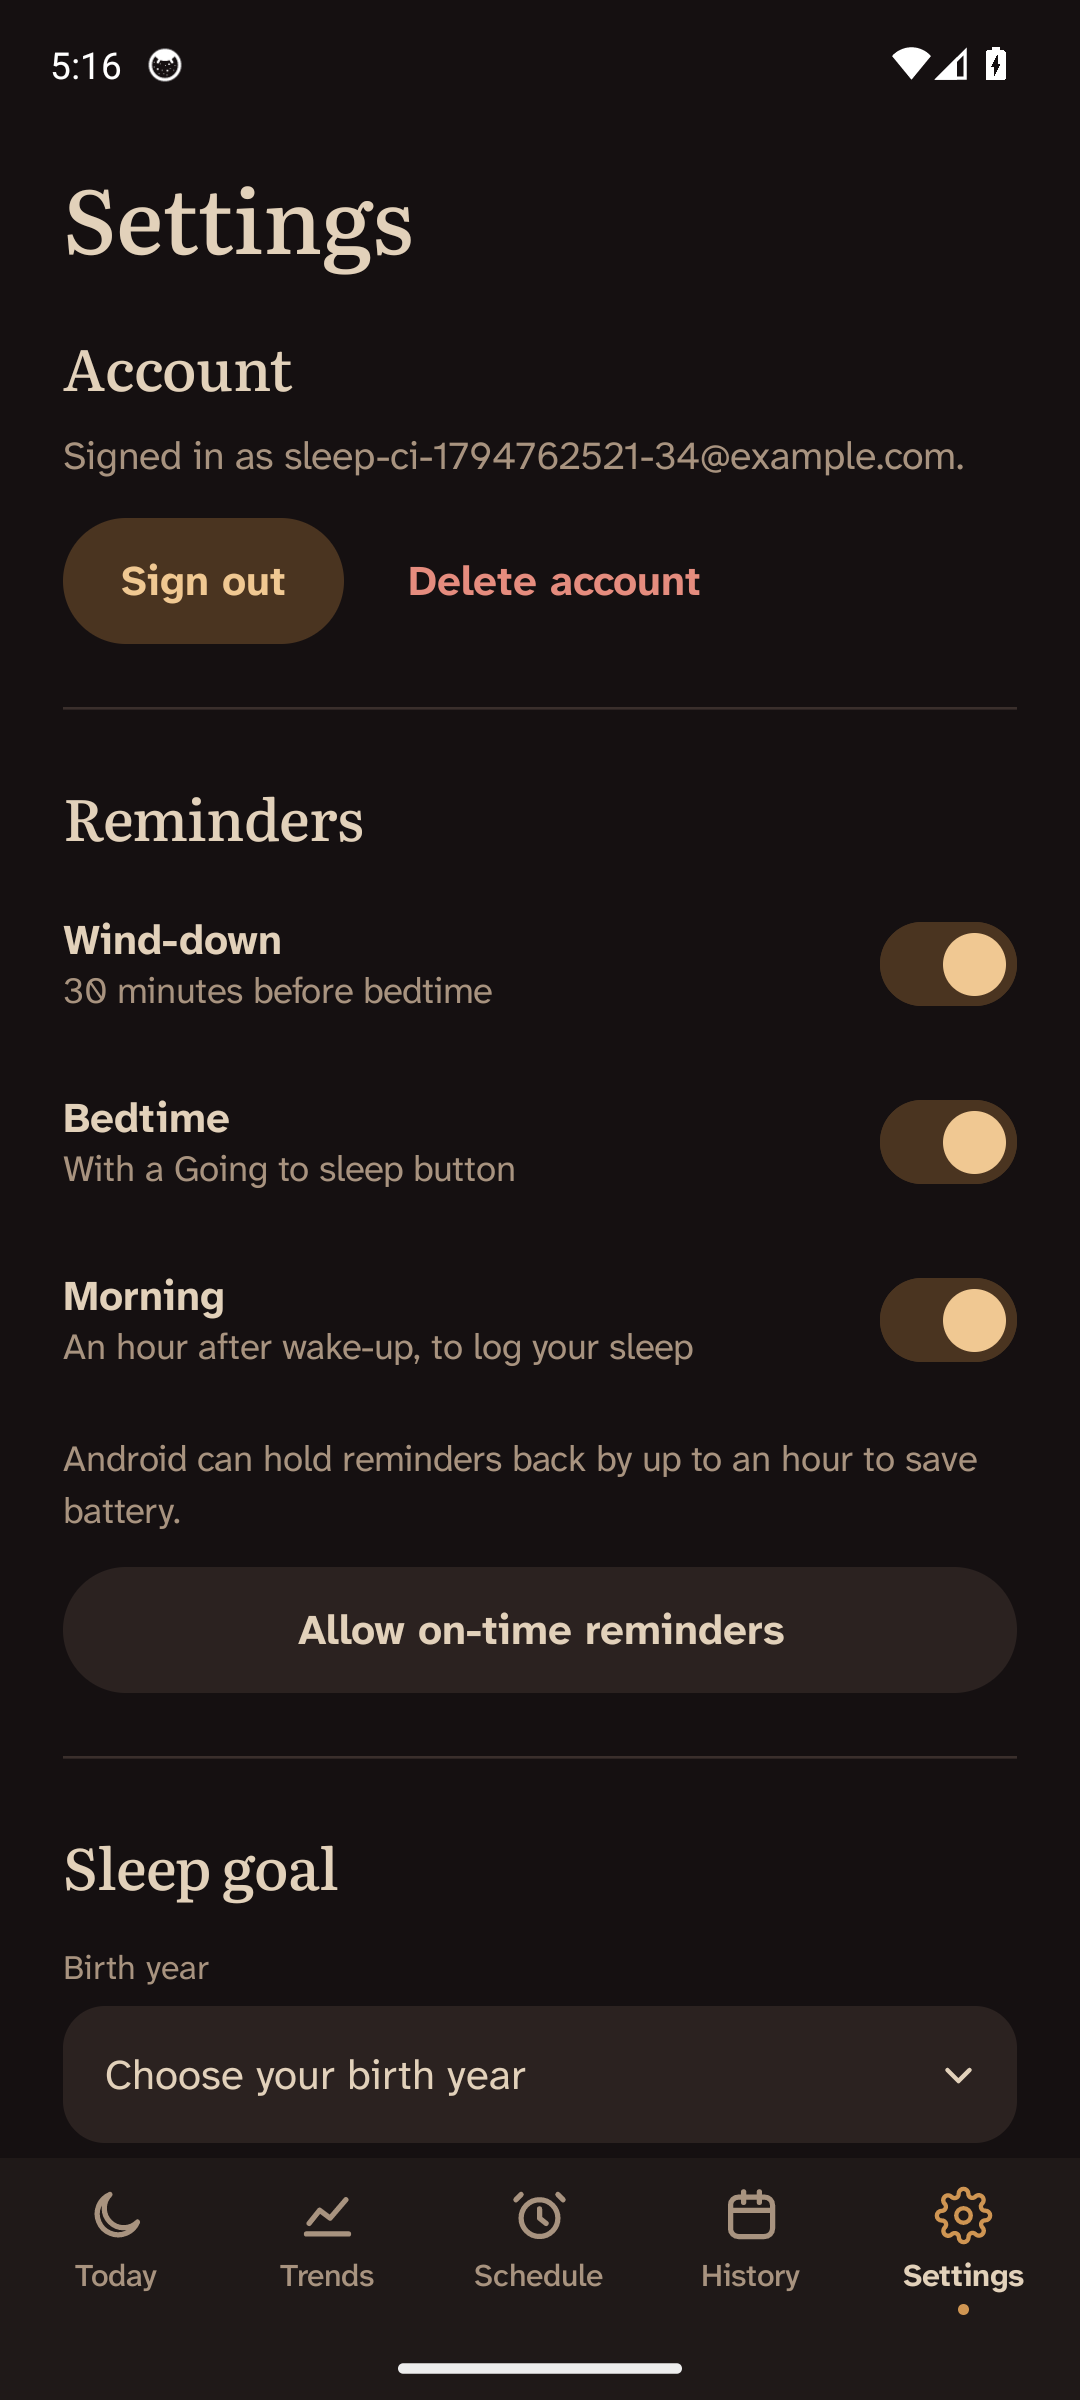 5:16
Settings
Account
Signed in as sleep-ci-1794762521-34@example.com.
Sign out
Delete account
Reminders
Wind-down
30 minutes before bedtime
Bedtime
With a Going to sleep button
Morning
An hour after wake-up, to log your sleep
Android can hold reminders back by up to an hour to save
battery.
Allow on-time reminders
Sleep goal
Birth year
Choose your birth year
Today
Trends
Schedule
History
Settings